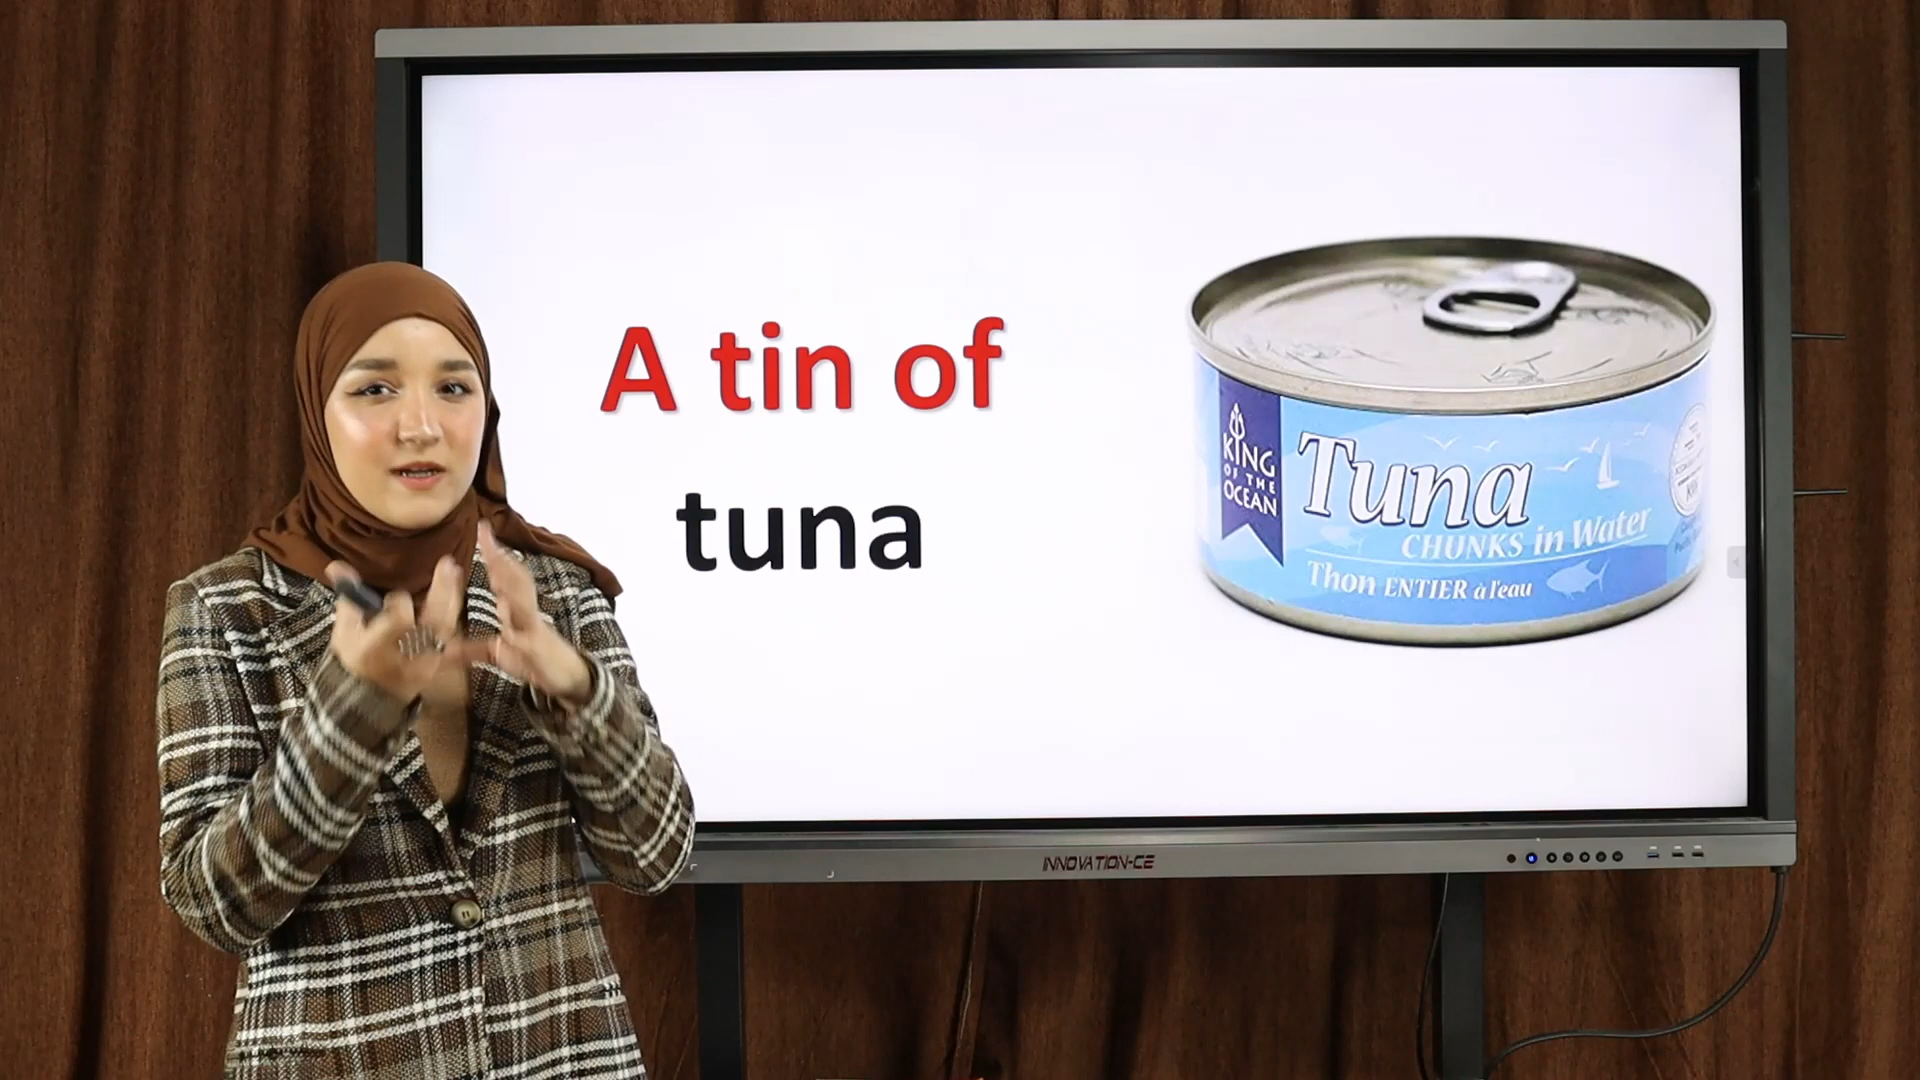 A tin of
tuna
KING
OF THE
OCEAN
Tuna
CHUNKS in Water
Thon ENTIER à l'eau
INNOVATION-CE